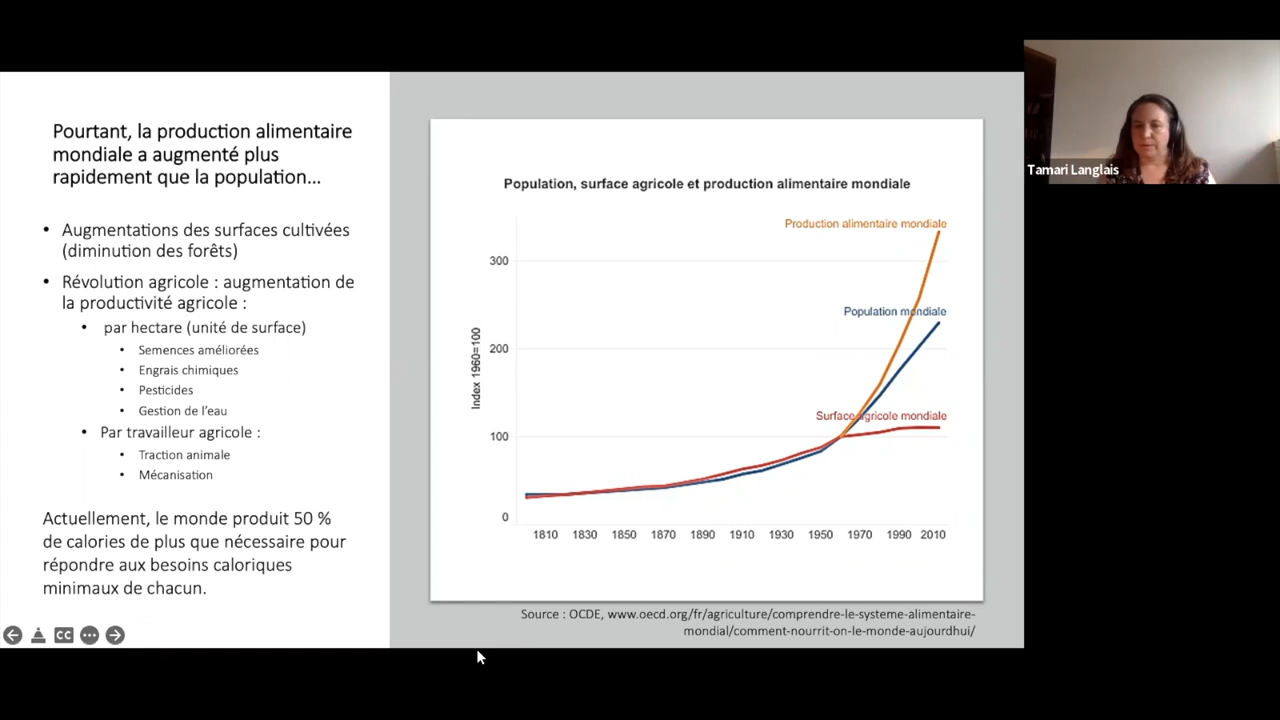 Pourtant, la production alimentaire
mondiale a augmenté plus
rapidement que la population...
• Augmentations des surfaces cultivées
(diminution des forêts)
• Révolution agricole : augmentation de
la productivité agricole :
• par hectare (unité de surface)
• Semences améliorées
• Engrais chimiques
• Pesticides
• Gestion de l'eau
• Par travailleur agricole :
• Traction animale
• Mécanisation
Actuellement, le monde produit 50 %
de calories de plus que nécessaire pour
répondre aux besoins caloriques
minimaux de chacun.
CC
Population, surface agricole et production alimentaire mondiale
Production alimentaire mondiale
Population mondiale
Surface agricole mondiale
Index 1960=100
300
200
100
0
1810 1830 1850 1870 1890 1910 1930 1950 1970 1990 2010
Source : OCDE, www.oecd.org/fr/agriculture/comprendre-le-systeme-alimentaire-
mondial/comment-nourrit-on-le-monde-aujourdhui/
Tamari Langlais